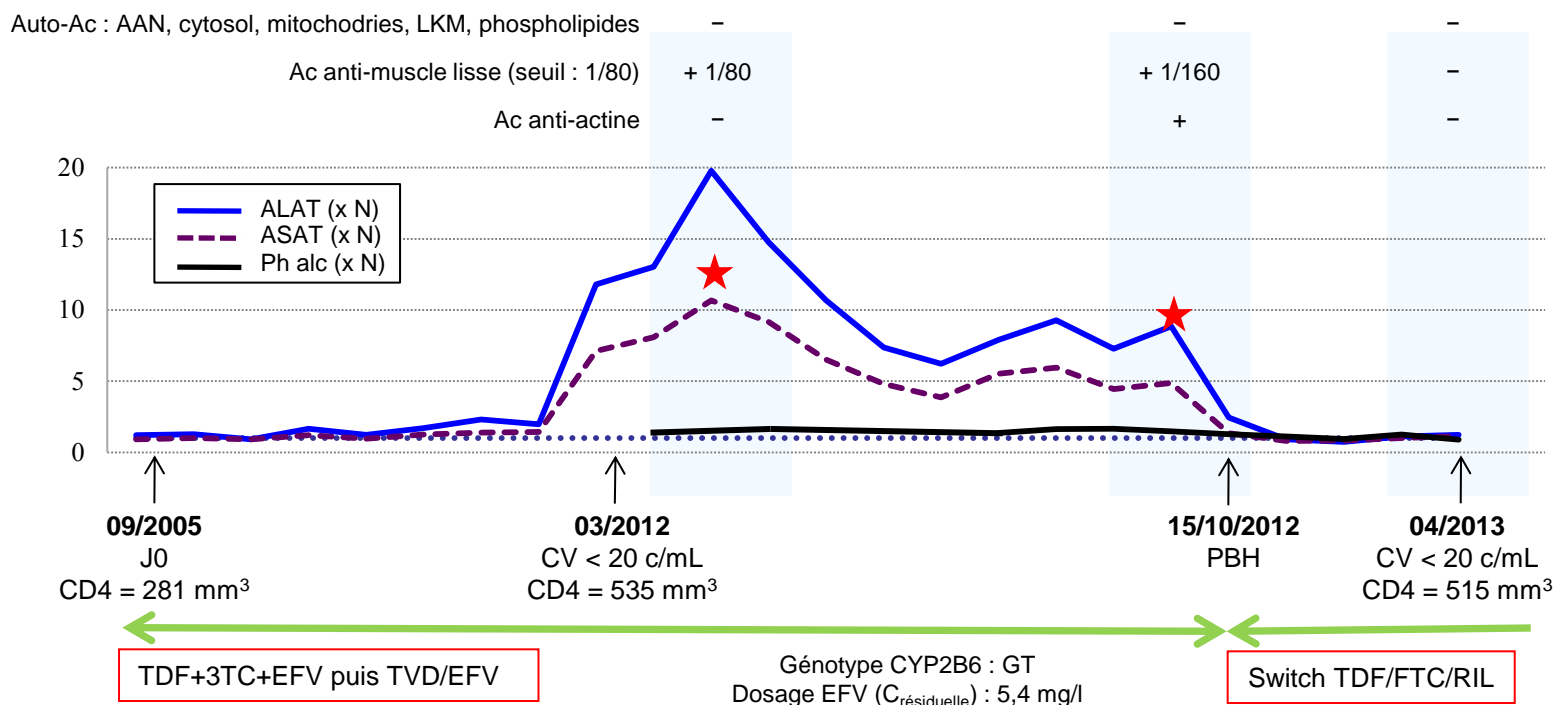 Auto-Ac : AAN, cytosol, mitochodries, LKM, phospholipides − − −
Ac anti-muscle lisse (seuil : 1/80) + 1/80 + 1/160 −
Ac anti-actine − + −
20
15
10
5
0
ALAT (x N)
ASAT (x N)
Ph alc (x N)
09/2005 03/2012 15/10/2012 04/2013
J0 CV < 20 c/mL PBH CV < 20 c/mL
CD4 = 281 mm³ CD4 = 535 mm³ CD4 = 515 mm³
TDF+3TC+EFV puis TVD/EFV
Génotype CYP2B6 : GT
Dosage EFV (Crésiduelle) : 5,4 mg/l
Switch TDF/FTC/RIL